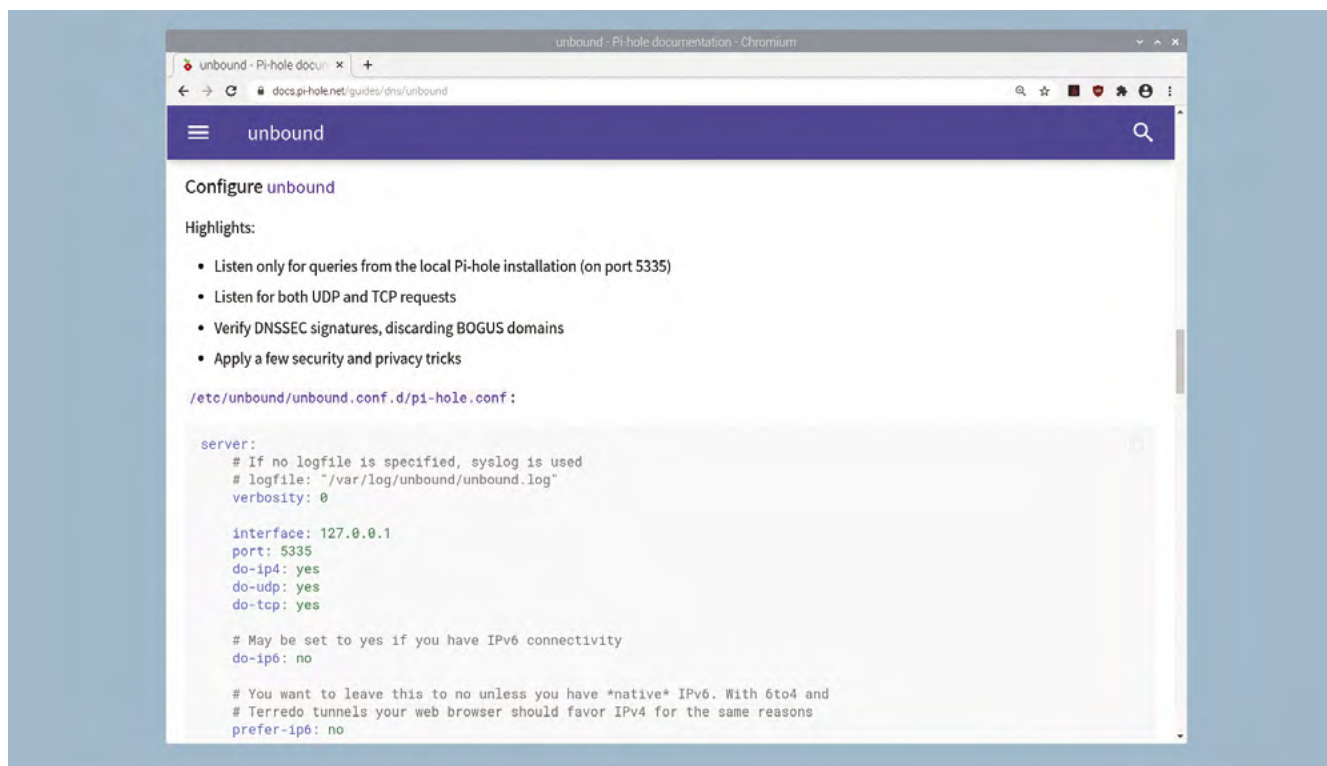 unbound - Pi-hole documentation - Chromium
unbound - Pi-hole docun
docs.pi-hole.net/guides/dns/unbound
unbound
Configure unbound
Highlights:
• Listen only for queries from the local Pi-hole installation (on port 5335)
• Listen for both UDP and TCP requests
• Verify DNSSEC signatures, discarding BOGUS domains
• Apply a few security and privacy tricks
/etc/unbound/unbound.conf.d/pi-hole.conf:
server:
# If no logfile is specified, syslog is used
# logfile: "/var/log/unbound/unbound.log"
verbosity: 0
interface: 127.0.0.1
port: 5335
do-ip4: yes
do-udp: yes
do-tcp: yes
# May be set to yes if you have IPv6 connectivity
do-ip6: no
# You want to leave this to no unless you have *native* IPv6. With 6to4 and
# Terredo tunnels your web browser should favor IPv4 for the same reasons
prefer-ip6: no